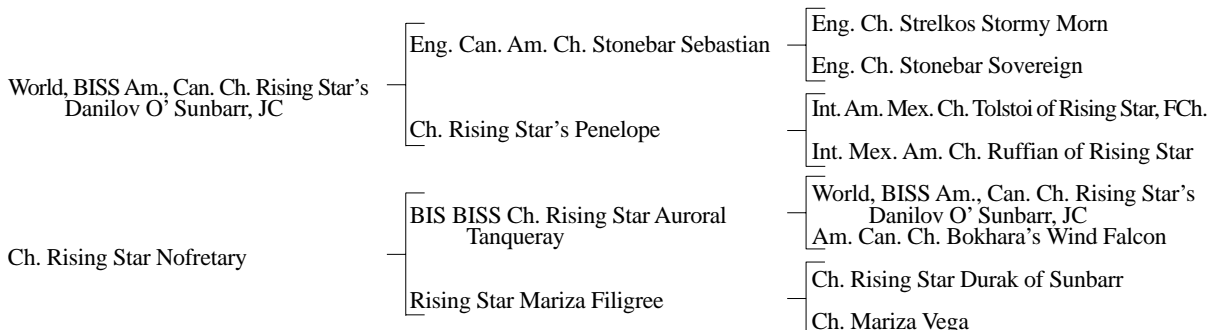 Eng. Ch. Strelkos Stormy Morn
Eng. Can. Am. Ch. Stonebar Sebastian
Eng. Ch. Stonebar Sovereign
World, BISS Am., Can. Ch. Rising Star's
Danilov O' Sunbarr, JC
Int. Am. Mex. Ch. Tolstoi of Rising Star, FCh.
Ch. Rising Star's Penelope
Int. Mex. Am. Ch. Ruffian of Rising Star
World, BISS Am., Can. Ch. Rising Star's
Danilov O' Sunbarr, JC
BIS BISS Ch. Rising Star Auroral
Tanqueray
Am. Can. Ch. Bokhara's Wind Falcon
Ch. Rising Star Nofretary
Ch. Rising Star Durak of Sunbarr
Rising Star Mariza Filigree
Ch. Mariza Vega